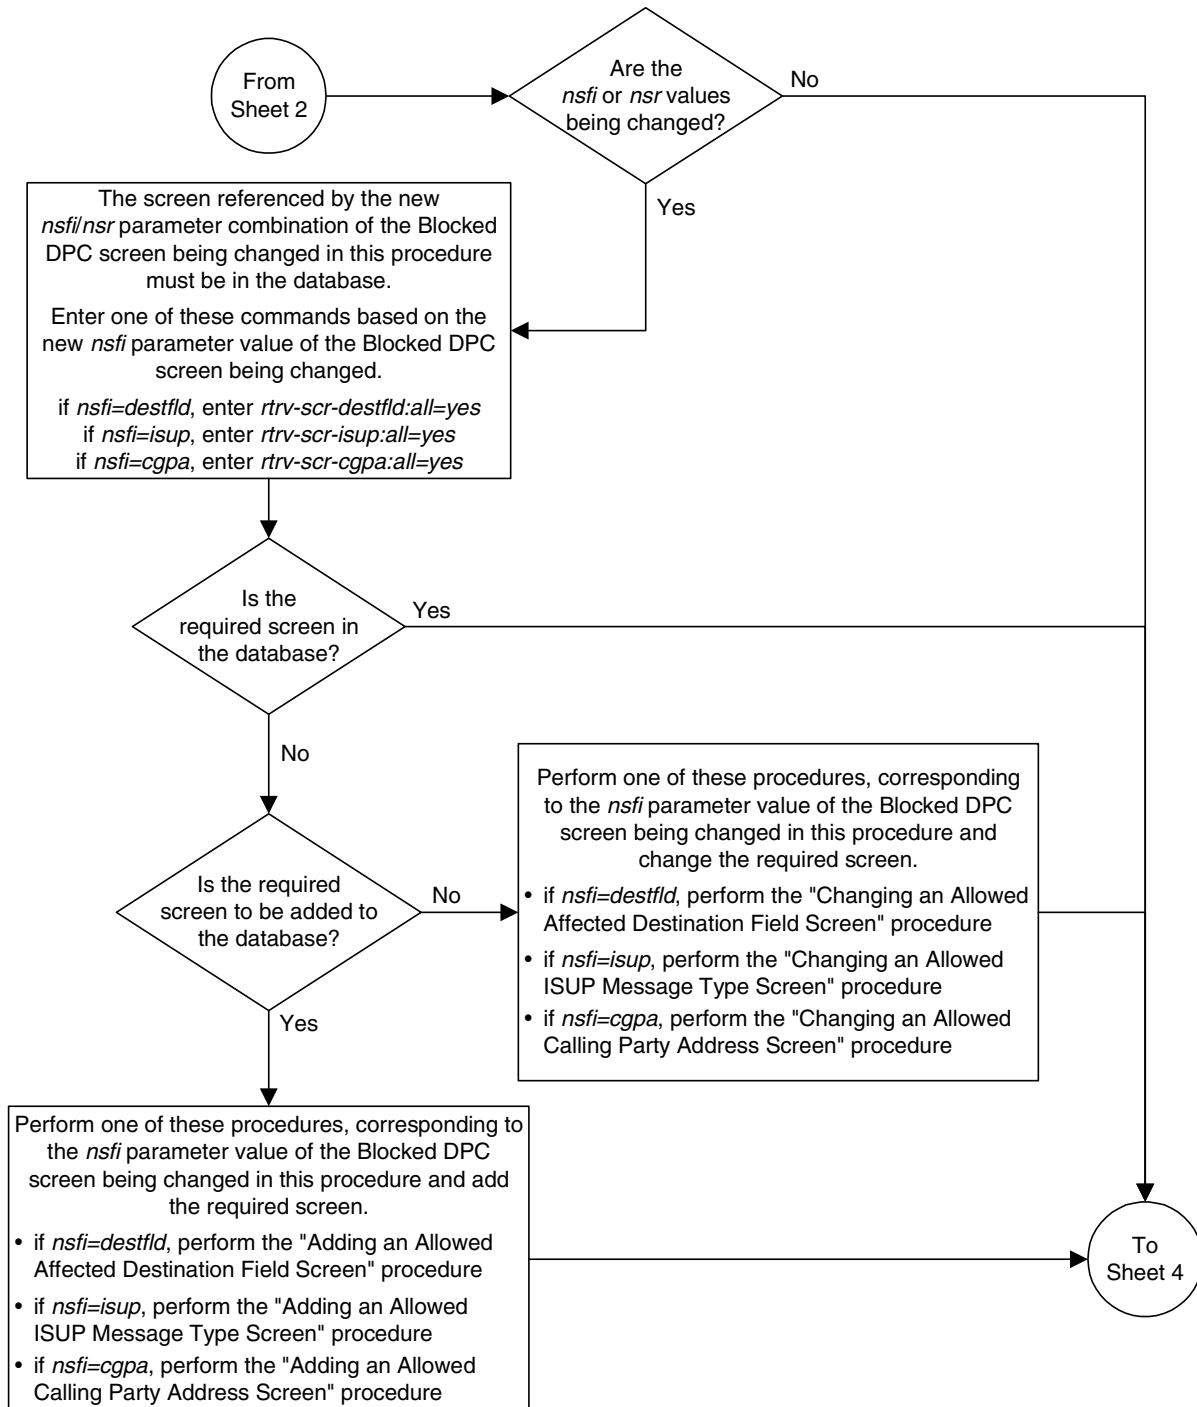 From
Sheet 2
Are the
nsfi or nsr values
being changed?
No
Yes
The screen referenced by the new
nsfi/nsr parameter combination of the Blocked
DPC screen being changed in this procedure
must be in the database.
Enter one of these commands based on the
new nsfi parameter value of the Blocked DPC
screen being changed.
if nsfi=destfld, enter rtrv-scr-destfld:all=yes
if nsfi=isup, enter rtrv-scr-isup:all=yes
if nsfi=cgpa, enter rtrv-scr-cgpa:all=yes
Is the
required screen in
the database?
Yes
No
Is the required
screen to be added to
the database?
No
Yes
Perform one of these procedures, corresponding
to the nsfi parameter value of the Blocked DPC
screen being changed in this procedure and
change the required screen.
• if nsfi=destfld, perform the "Changing an Allowed
Affected Destination Field Screen" procedure
• if nsfi=isup, perform the "Changing an Allowed
ISUP Message Type Screen" procedure
• if nsfi=cgpa, perform the "Changing an Allowed
Calling Party Address Screen" procedure
Perform one of these procedures, corresponding to
the nsfi parameter value of the Blocked DPC
screen being changed in this procedure and add
the required screen.
• if nsfi=destfld, perform the "Adding an Allowed
Affected Destination Field Screen" procedure
• if nsfi=isup, perform the "Adding an Allowed
ISUP Message Type Screen" procedure
• if nsfi=cgpa, perform the "Adding an Allowed
Calling Party Address Screen" procedure
To
Sheet 4